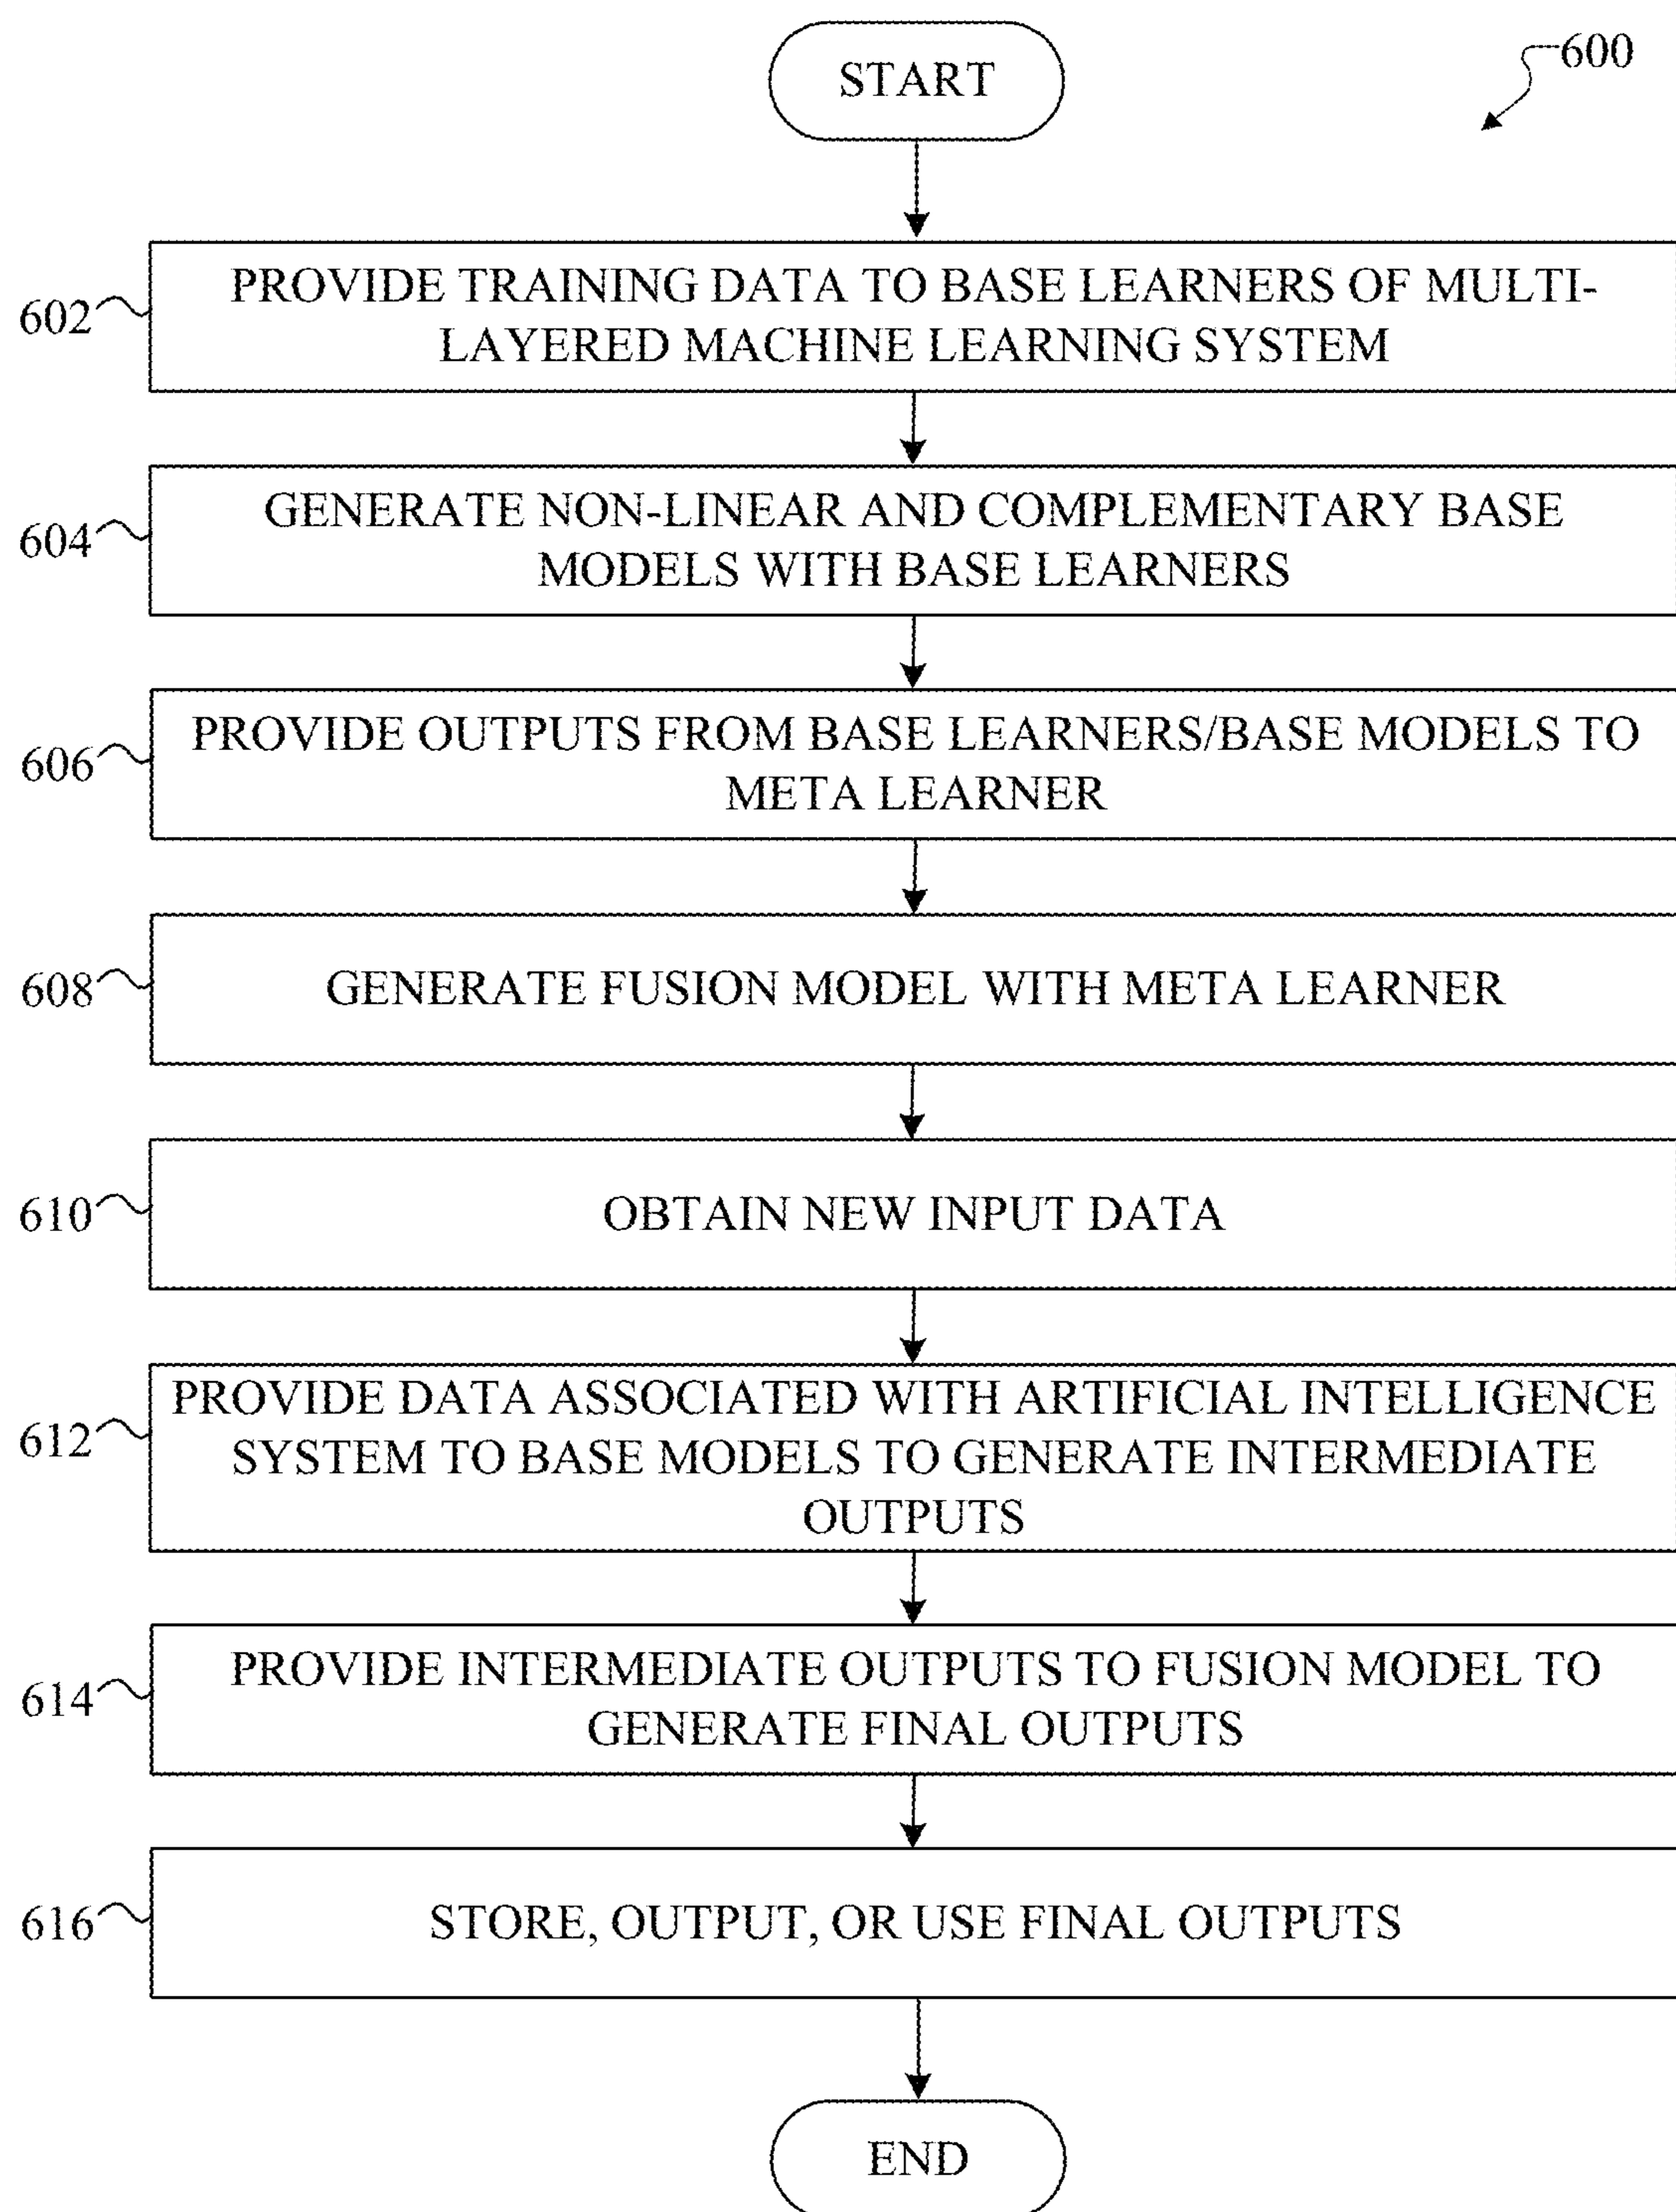 START
600
602
PROVIDE TRAINING DATA TO BASE LEARNERS OF MULTI-
LAYERED MACHINE LEARNING SYSTEM
604
GENERATE NON-LINEAR AND COMPLEMENTARY BASE
MODELS WITH BASE LEARNERS
606
PROVIDE OUTPUTS FROM BASE LEARNERS/BASE MODELS TO
META LEARNER
608
GENERATE FUSION MODEL WITH META LEARNER
610
OBTAIN NEW INPUT DATA
612
PROVIDE DATA ASSOCIATED WITH ARTIFICIAL INTELLIGENCE
SYSTEM TO BASE MODELS TO GENERATE INTERMEDIATE
OUTPUTS
614
PROVIDE INTERMEDIATE OUTPUTS TO FUSION MODEL TO
GENERATE FINAL OUTPUTS
616
STORE, OUTPUT, OR USE FINAL OUTPUTS
END